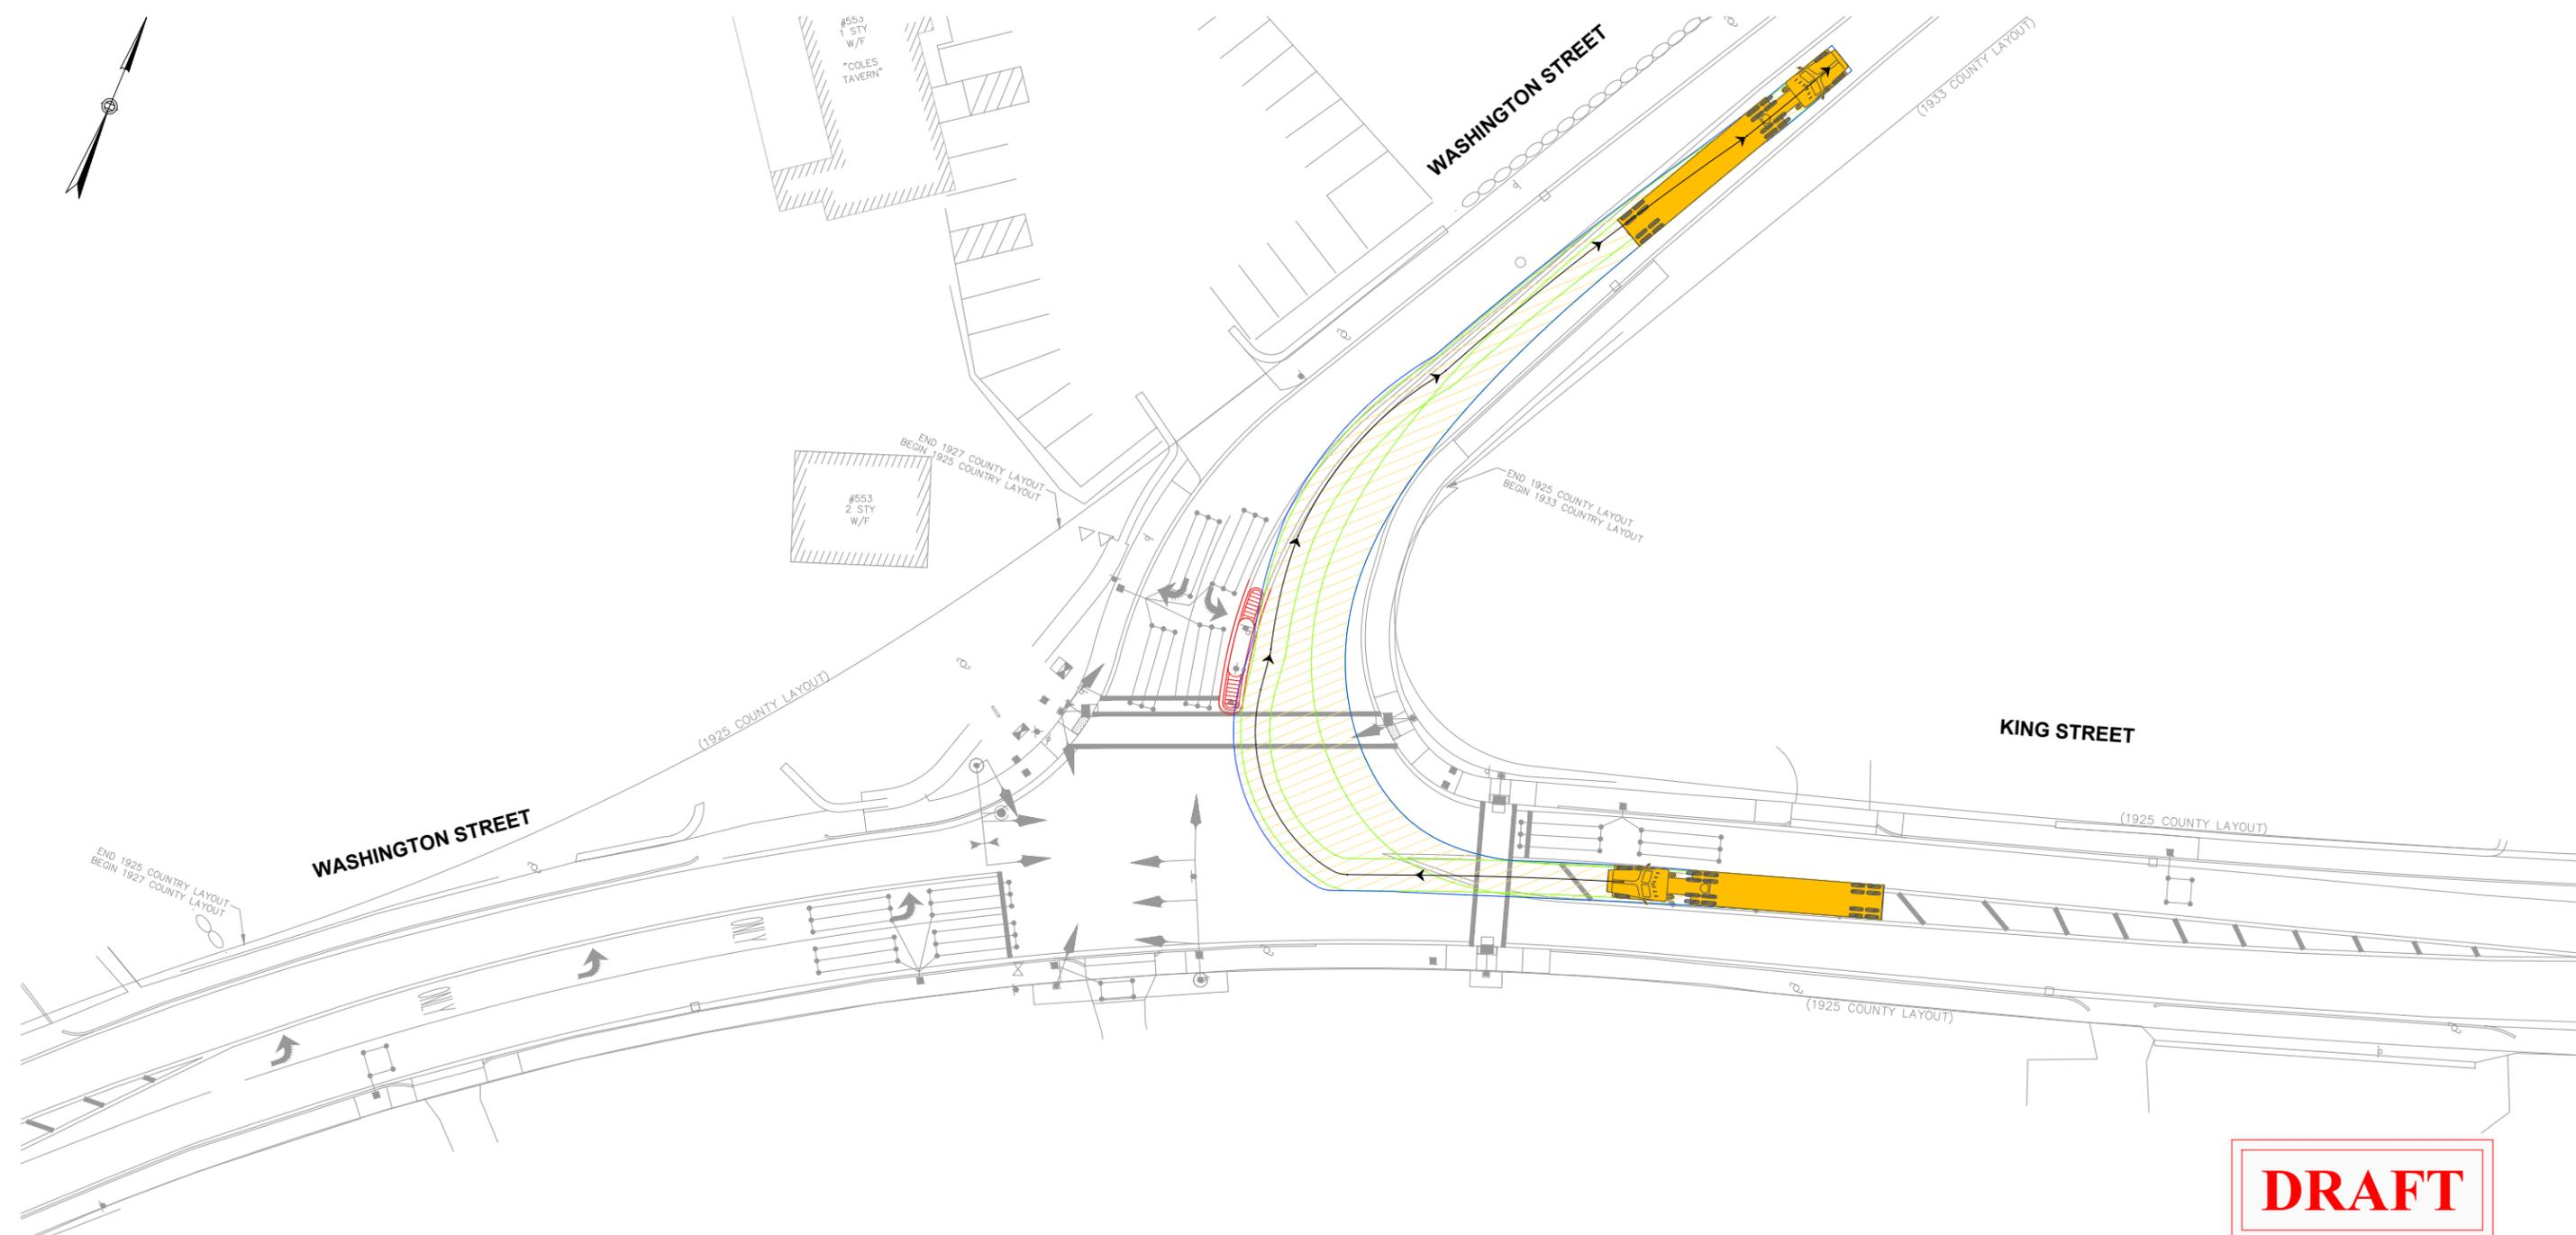 #553
1 STY
W/F
"COLES
TAVERN"
WASHINGTON STREET
(1933 COUNTY LAYOUT)
END 1927 COUNTY LAYOUT
BEGIN 1925 COUNTRY LAYOUT
#553
2 STY
W/F
END 1925 COUNTY LAYOUT
BEGIN 1933 COUNTRY LAYOUT
(1925 COUNTY LAYOUT)
KING STREET
WASHINGTON STREET
(1925 COUNTY LAYOUT)
END 1925 COUNTRY LAYOUT
BEGIN 1927 COUNTY LAYOUT
ONLY
ONLY
(1925 COUNTY LAYOUT)
DRAFT